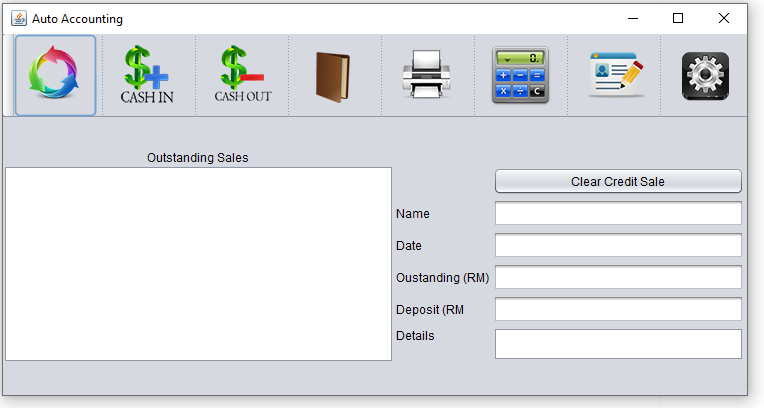 Auto Accounting
CASH IN
CASH OUT
0.
+ - =
X ÷ C
Outstanding Sales
Clear Credit Sale
Name
Date
Oustanding (RM)
Deposit (RM
Details